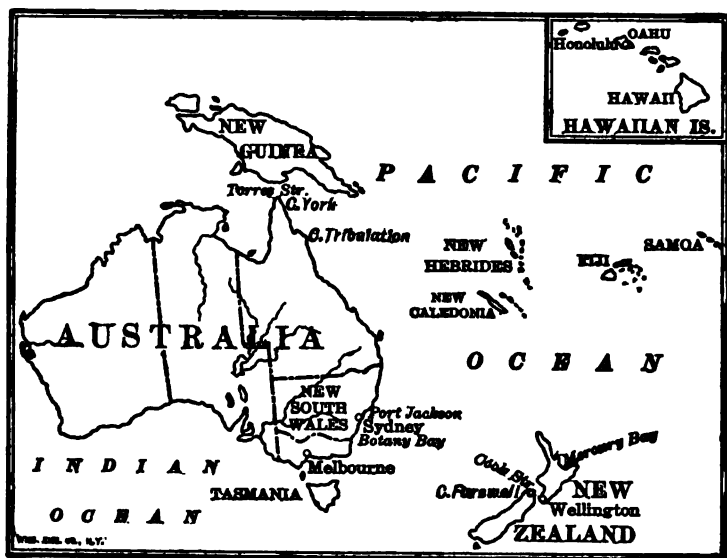 Honolulu
OAHU
HAWAII
HAWAIIAN IS.
NEW
GUINEA
PACIFIC
Torres Str.
C. York
C. Tribulation
NEW
HEBRIDES
FIJI
SAMOA
NEW
CALEDONIA
AUSTRALIA
OCEAN
NEW
SOUTH
WALES
Port Jackson
Sydney
Botany Bay
Melbourne
TASMANIA
INDIAN
OCEAN
Mercury Bay
Cook Str.
C. Farewell
NEW
Wellington
ZEALAND
CO., N.Y.